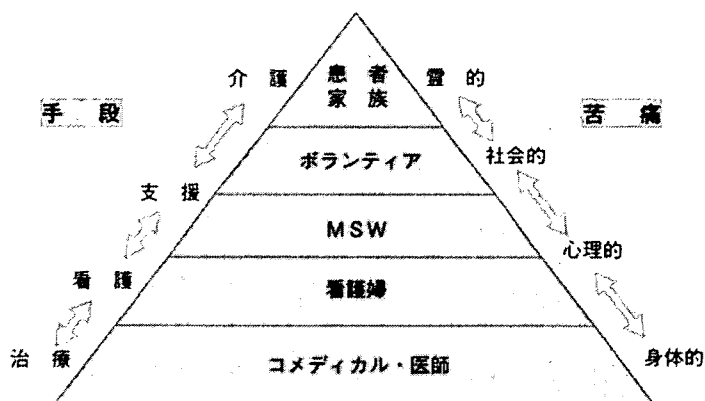 介護
患者
家族
霊的
手段
苦痛
ボランティア
社会的
支援
MSW
心理的
看護
看護婦
治療
コメディカル・医師
身体的